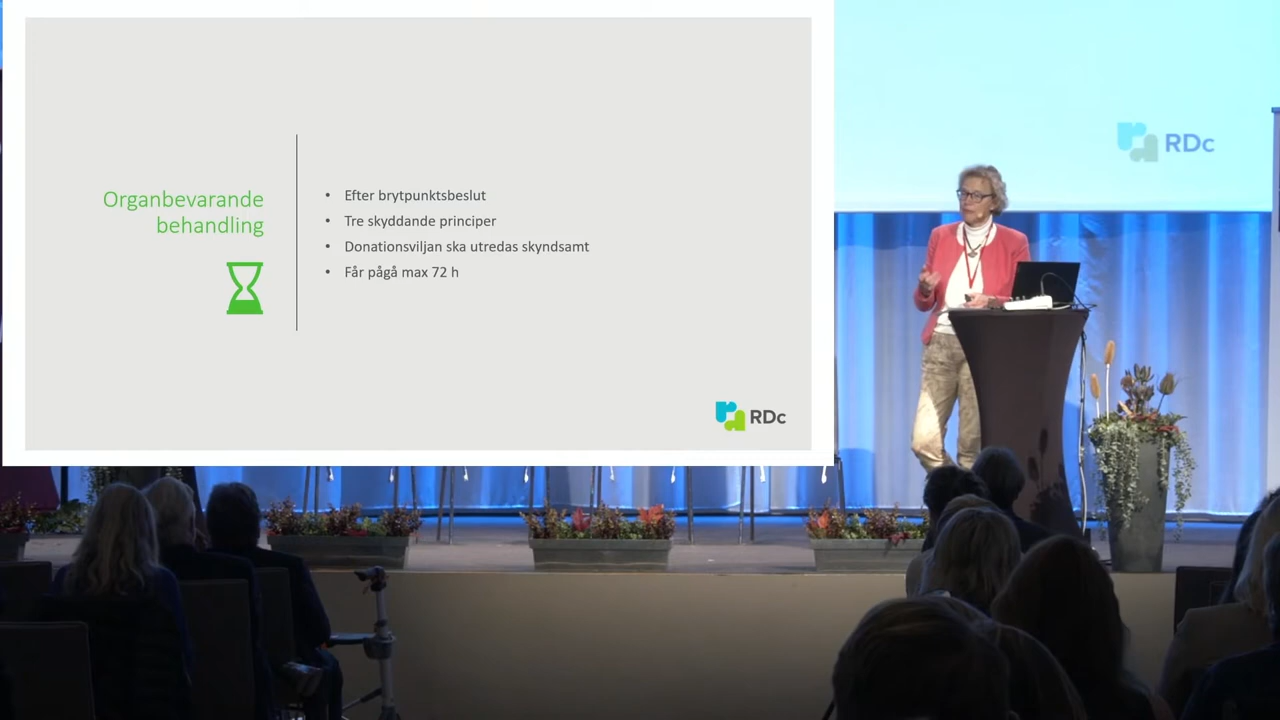 Organbevarande
behandling
• Efter brytpunktsbeslut
• Tre skyddande principer
• Donationsviljan ska utredas skyndsamt
• Får pågå max 72 h
RDc
RDc